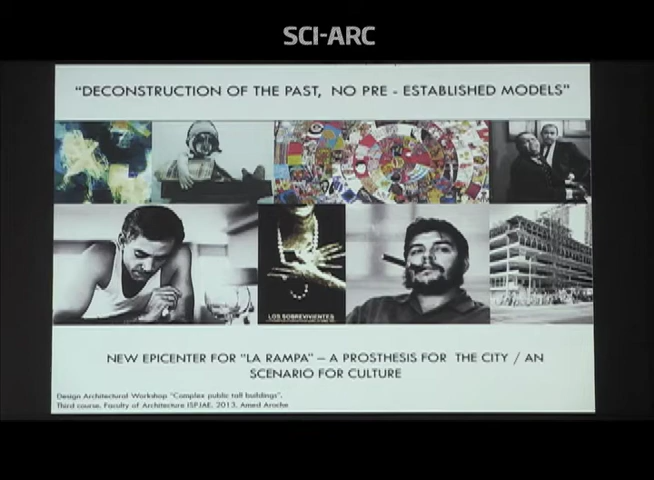 SCI-ARC
"DECONSTRUCTION OF THE PAST, NO PRE - ESTABLISHED MODELS"
LOS SOBREVIVIENTES
NEW EPICENTER FOR "LA RAMPA" – A PROSTHESIS FOR THE CITY / AN
SCENARIO FOR CULTURE
Design Architectural Workshop "Complex public tall buildings".
Third course, Faculty of Architecture ISPJAE, 2013, Amed Aroche